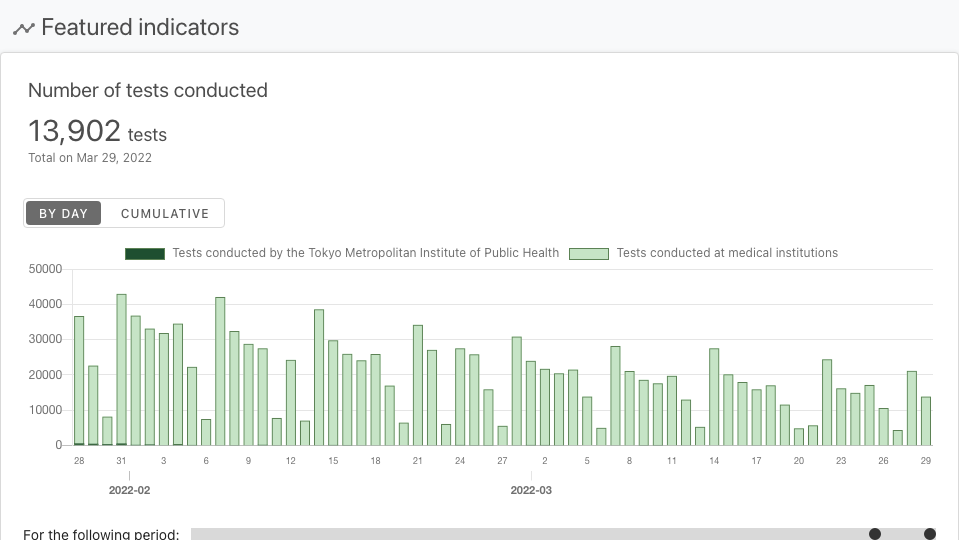 Featured indicators
Number of tests conducted
13,902 tests
Total on Mar 29, 2022
BY DAY CUMULATIVE
Tests conducted by the Tokyo Metropolitan Institute of Public Health Tests conducted at medical institutions
50000
40000
30000
20000
10000
0
28 31 3 6 9 12 15 18 21 24 27 2 5 8 11 14 17 20 23 26 29
2022-02 2022-03
For the following period: